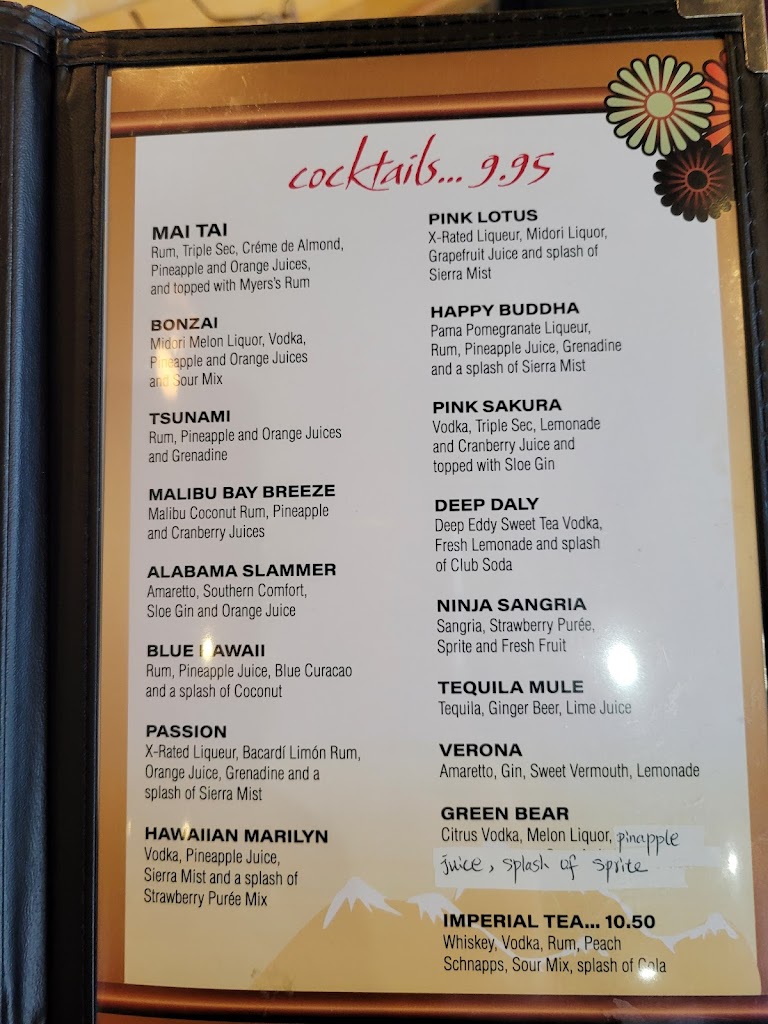 cocktails... 9.95
MAI TAI
Rum, Triple Sec, Créme de Almond,
Pineapple and Orange Juices,
and topped with Myers's Rum
BONZAI
Midori Melon Liquor, Vodka,
Pineapple and Orange Juices
and Sour Mix
TSUNAMI
Rum, Pineapple and Orange Juices
and Grenadine
MALIBU BAY BREEZE
Malibu Coconut Rum, Pineapple
and Cranberry Juices
ALABAMA SLAMMER
Amaretto, Southern Comfort,
Sloe Gin and Orange Juice
BLUE HAWAII
Rum, Pineapple Juice, Blue Curacao
and a splash of Coconut
PASSION
X-Rated Liqueur, Bacardí Limón Rum,
Orange Juice, Grenadine and a
splash of Sierra Mist
HAWAIIAN MARILYN
Vodka, Pineapple Juice,
Sierra Mist and a splash of
Strawberry Purée Mix
PINK LOTUS
X-Rated Liqueur, Midori Liquor,
Grapefruit Juice and splash of
Sierra Mist
HAPPY BUDDHA
Pama Pomegranate Liqueur,
Rum, Pineapple Juice, Grenadine
and a splash of Sierra Mist
PINK SAKURA
Vodka, Triple Sec, Lemonade
and Cranberry Juice and
topped with Sloe Gin
DEEP DALY
Deep Eddy Sweet Tea Vodka,
Fresh Lemonade and splash
of Club Soda
NINJA SANGRIA
Sangria, Strawberry Purée,
Sprite and Fresh Fruit
TEQUILA MULE
Tequila, Ginger Beer, Lime Juice
VERONA
Amaretto, Gin, Sweet Vermouth, Lemonade
GREEN BEAR
Citrus Vodka, Melon Liquor, pinapple
juice, splash of sprite
IMPERIAL TEA... 10.50
Whiskey, Vodka, Rum, Peach
Schnapps, Sour Mix, splash of Cola